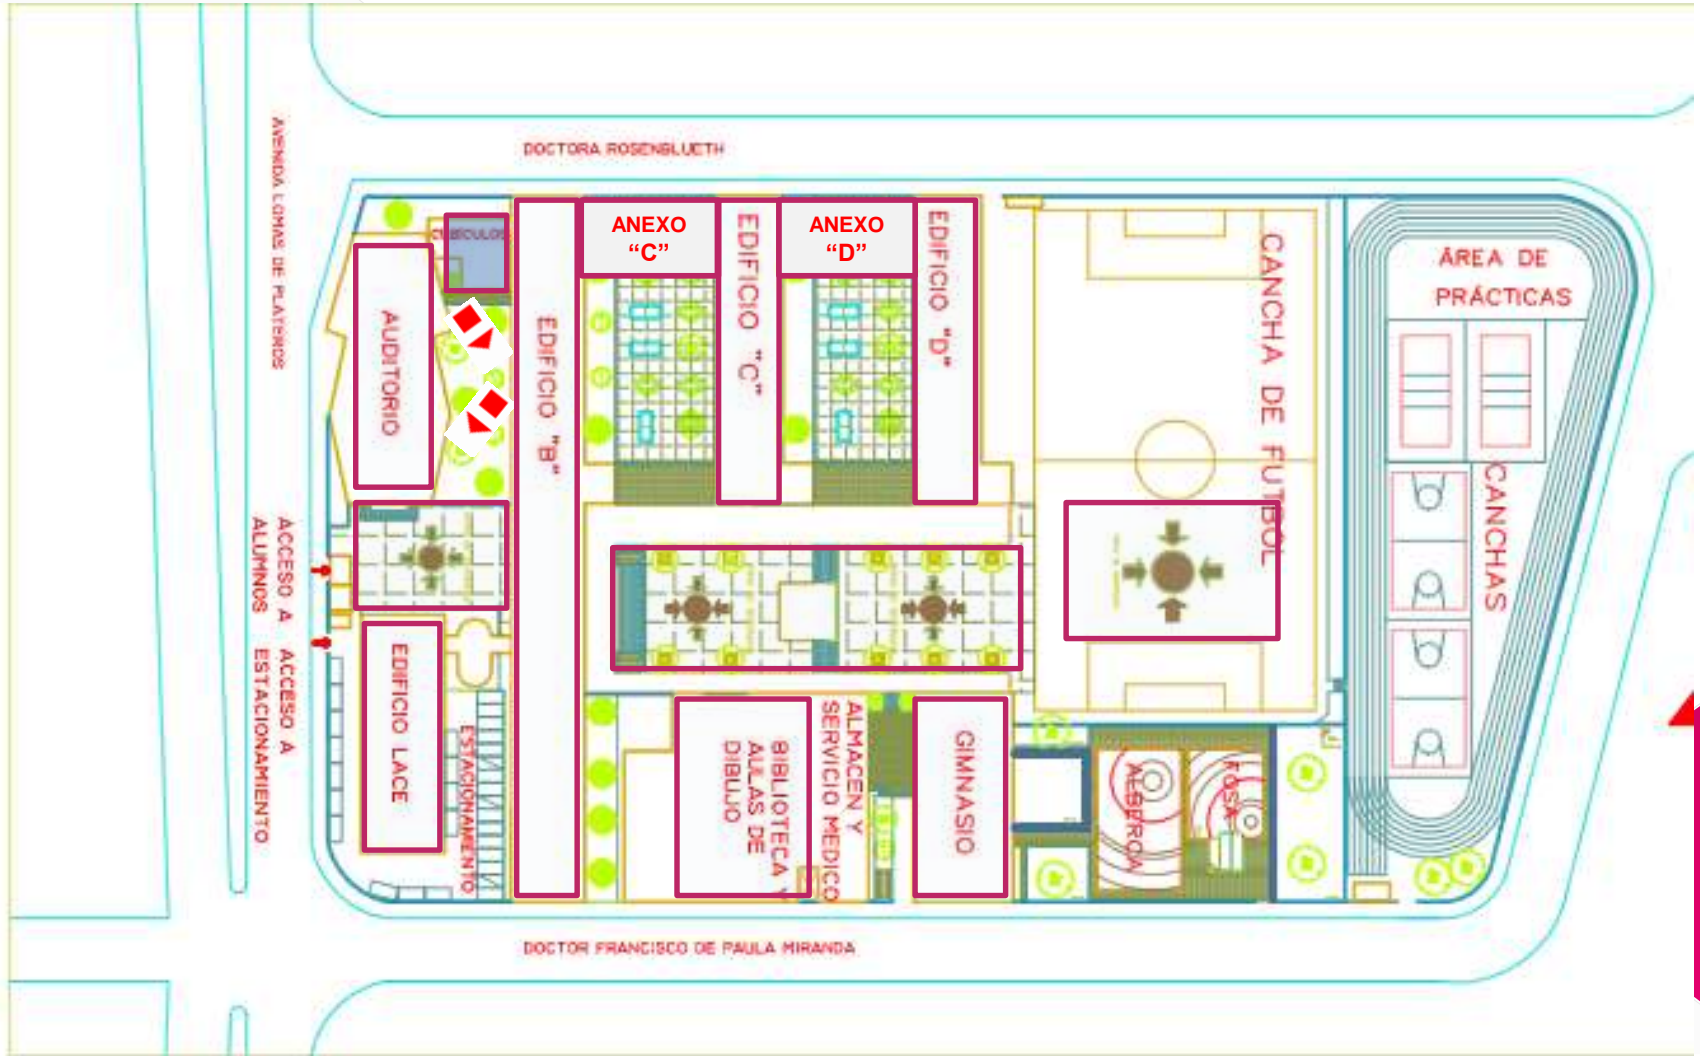 DOCTORA ROSENBLUETH
AVENIDA LOMAS DE PLATEROS
CUBICULOS
AUDITORIO
EDIFICIO "B"
ANEXO
“C”
EDIFICIO "C"
ANEXO
“D”
EDIFICIO "D"
CANCHA DE FUTBOL
ÁREA DE
PRÁCTICAS
CANCHAS
ACCESO A
ALUMNOS
ACCESO A
ESTACIONAMIENTO
EDIFICIO LACE
ESTACIONAMIENTO
BIBLIOTECA Y
AULAS DE
DIBUJO
ALMACEN Y
SERVICIO MEDICO
GIMNASIO
ALBERCA
FOSA
DOCTOR FRANCISCO DE PAULA MIRANDA